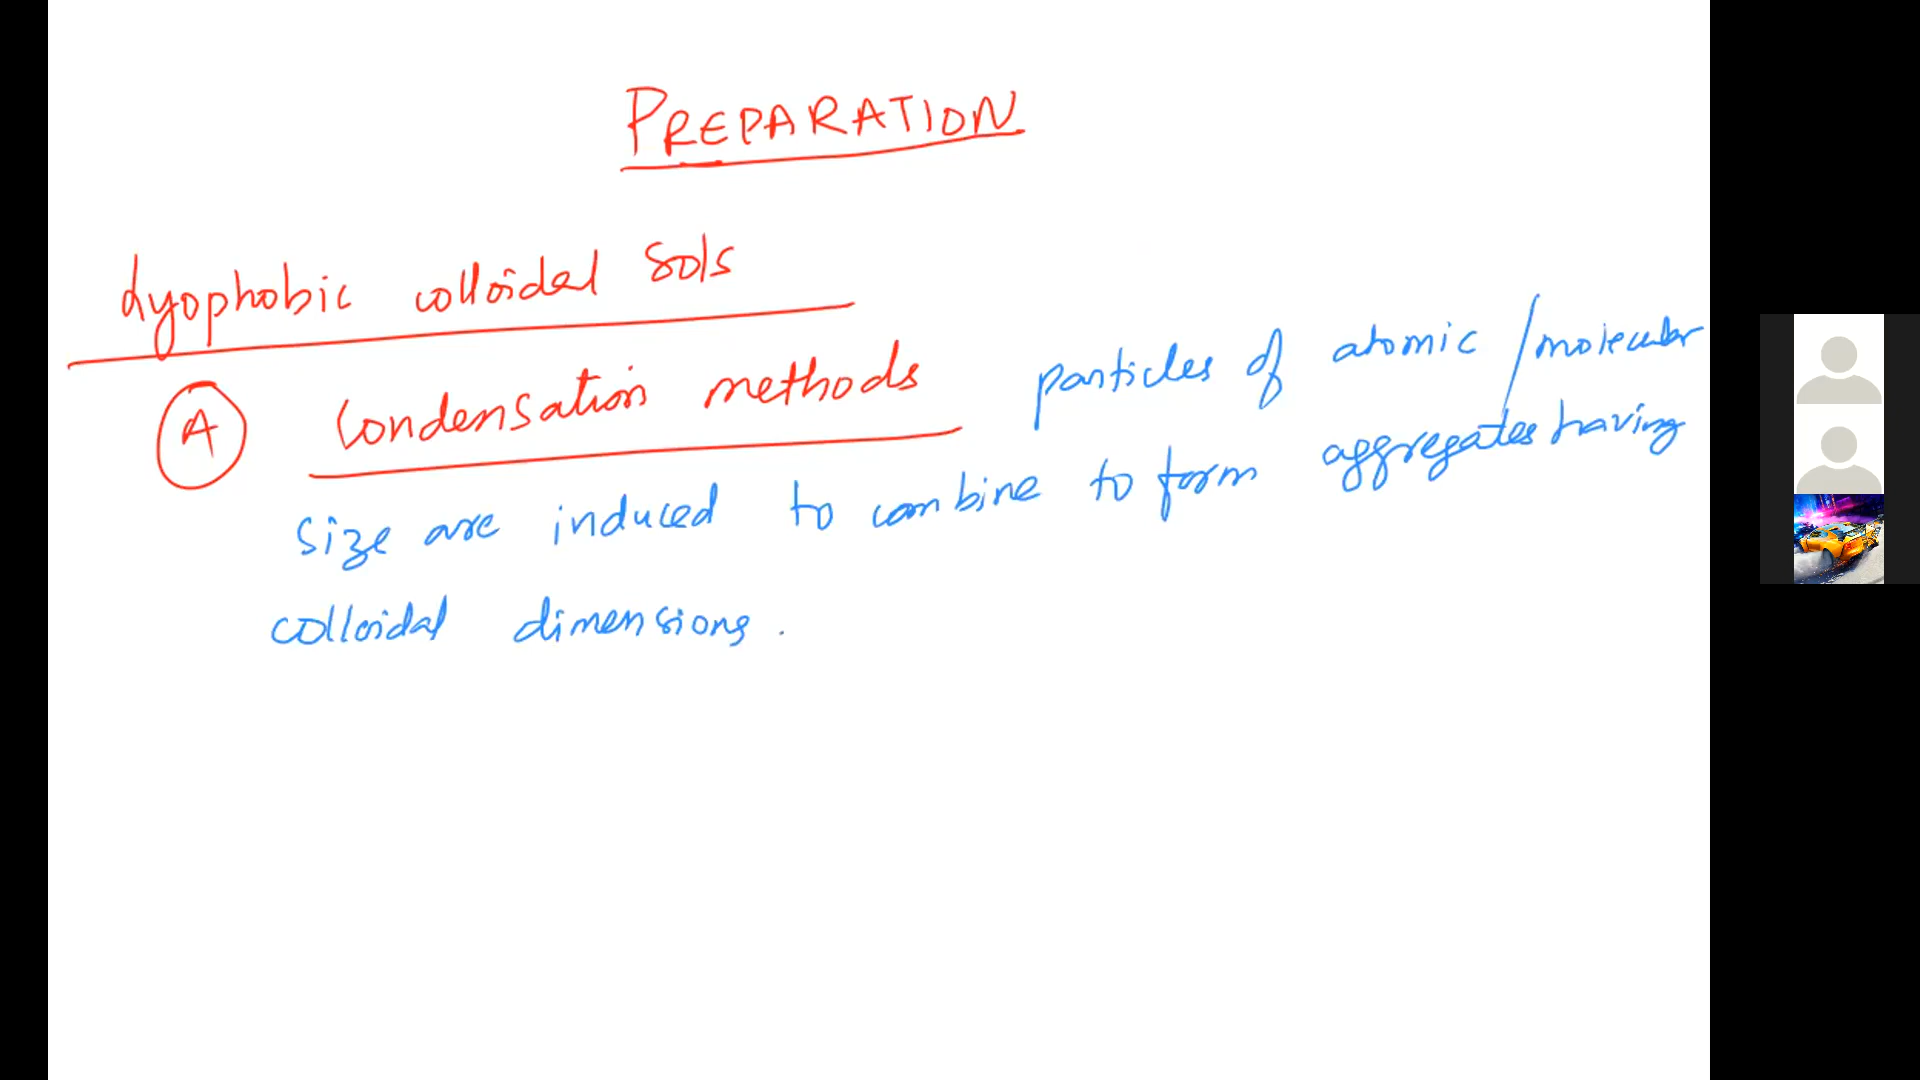 PREPARATION
Lyophobic colloidal sols
A Condensation methods particles of atomic / molecular
size are induced to combine to form aggregates having
colloidal dimensions.